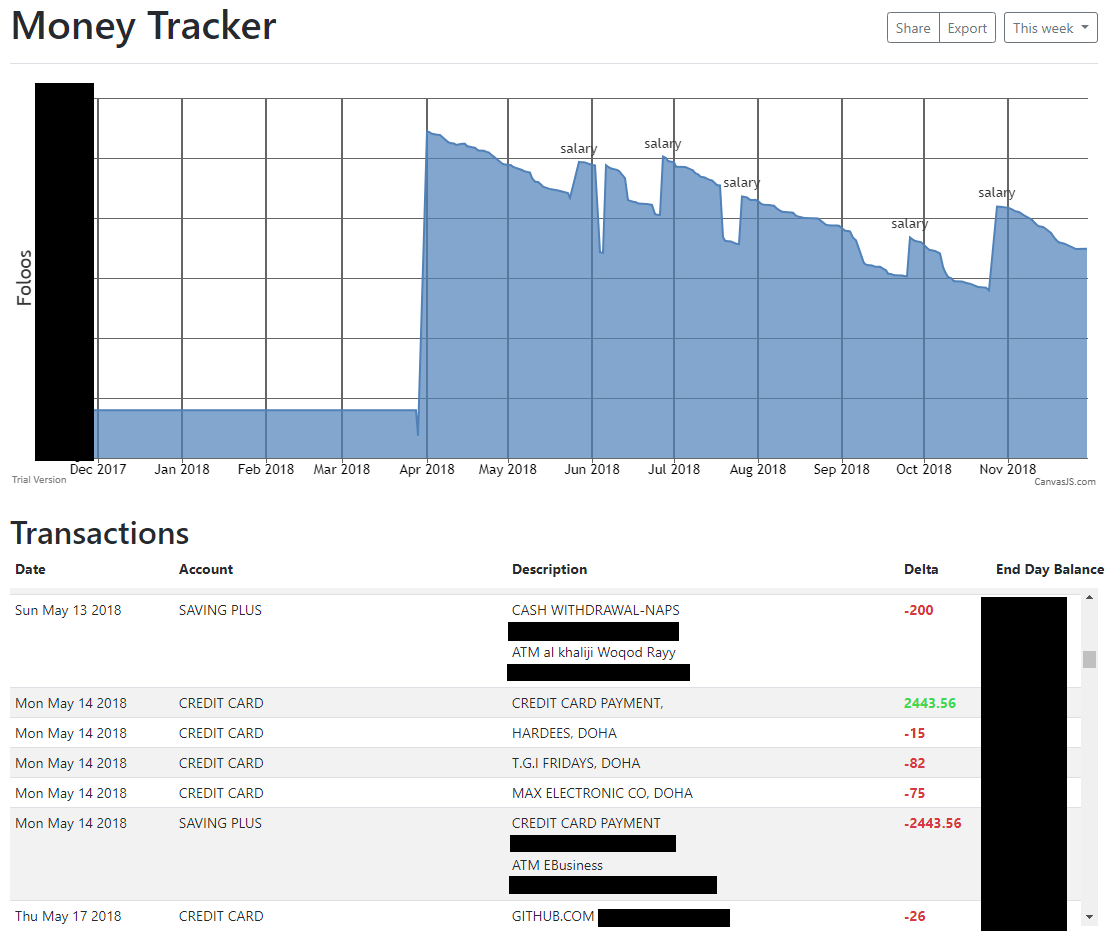 Money Tracker
Share Export This week
Foloos
salary
salary
salary
salary
salary
Dec 2017 Jan 2018 Feb 2018 Mar 2018 Apr 2018 May 2018 Jun 2018 Jul 2018 Aug 2018 Sep 2018 Oct 2018 Nov 2018
Trial Version
CanvasJS.com
Transactions
Date Account Description Delta End Day Balance
Sun May 13 2018 SAVING PLUS CASH WITHDRAWAL-NAPS -200
ATM al khaliji Woqod Rayy
Mon May 14 2018 CREDIT CARD CREDIT CARD PAYMENT, 2443.56
Mon May 14 2018 CREDIT CARD HARDEES, DOHA -15
Mon May 14 2018 CREDIT CARD T.G.I FRIDAYS, DOHA -82
Mon May 14 2018 CREDIT CARD MAX ELECTRONIC CO, DOHA -75
Mon May 14 2018 SAVING PLUS CREDIT CARD PAYMENT -2443.56
ATM EBusiness
Thu May 17 2018 CREDIT CARD GITHUB.COM -26